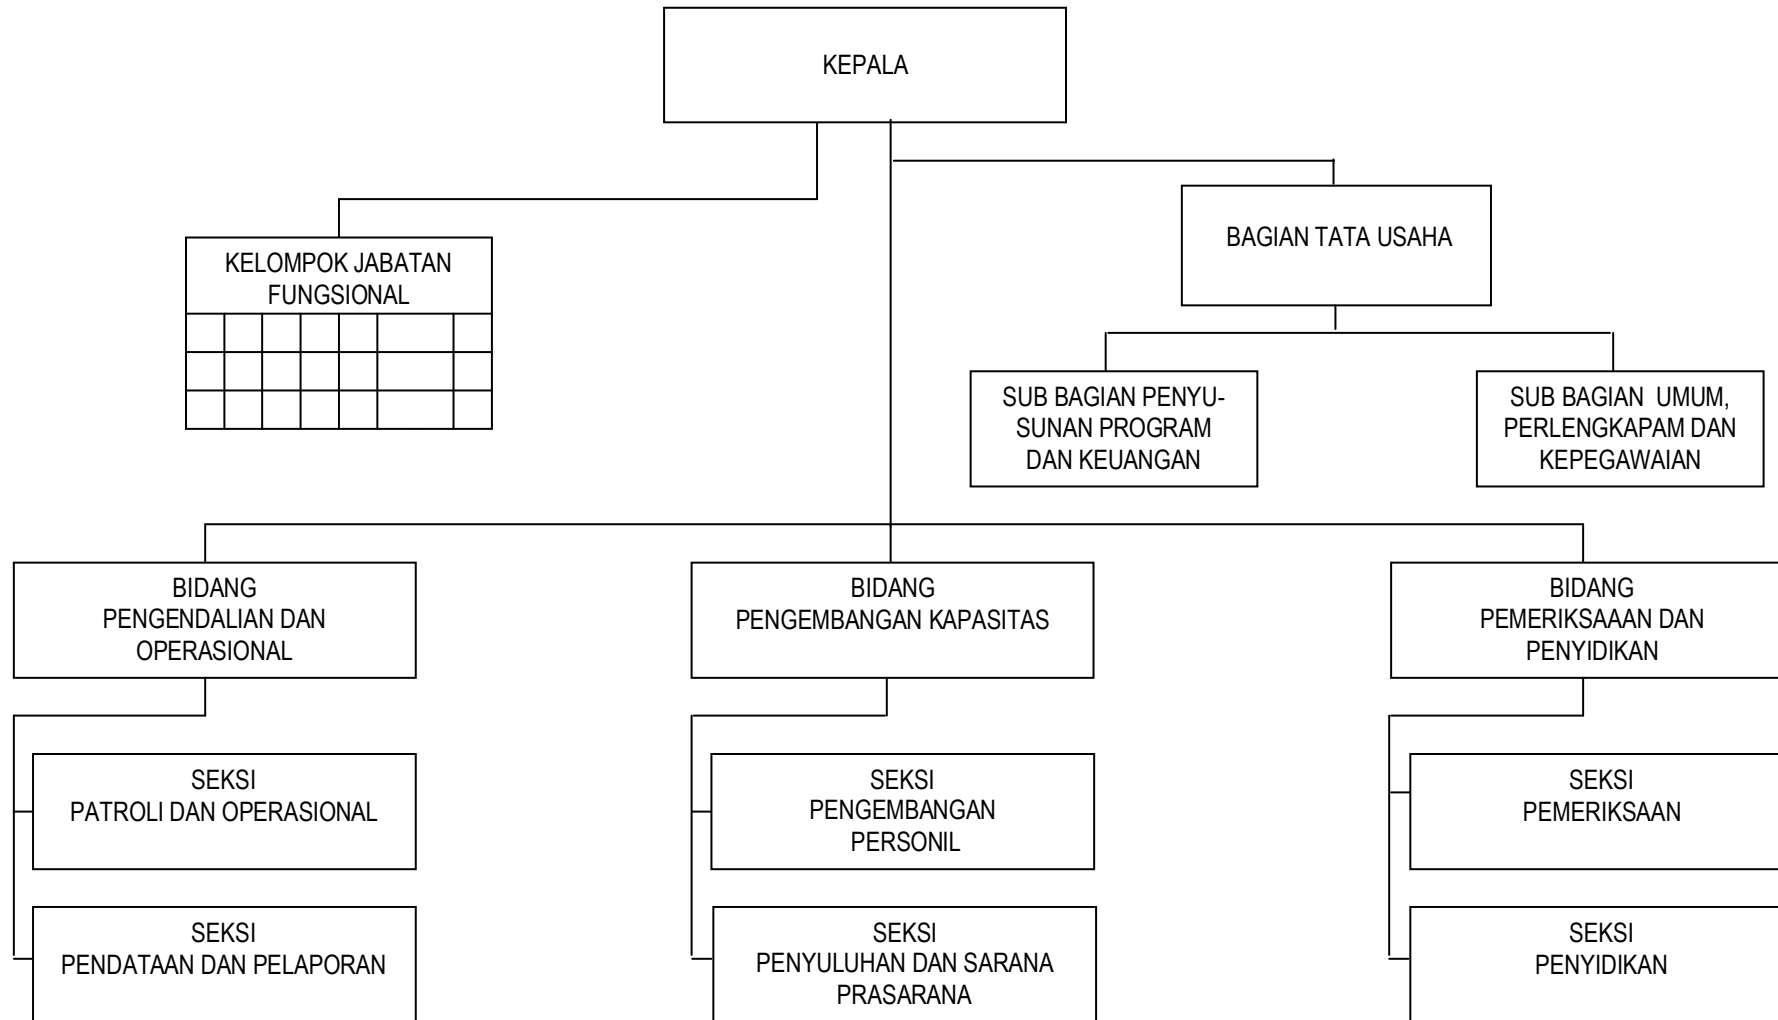 KEPALA
BAGIAN TATA USAHA
KELOMPOK JABATAN
FUNGSIONAL
SUB BAGIAN PENYU-
SUNAN PROGRAM
DAN KEUANGAN
SUB BAGIAN UMUM,
PERLENGKAPAM DAN
KEPEGAWAIAN
BIDANG
PENGENDALIAN DAN
OPERASIONAL
BIDANG
PENGEMBANGAN KAPASITAS
BIDANG
PEMERIKSAAAN DAN
PENYIDIKAN
SEKSI
PATROLI DAN OPERASIONAL
SEKSI
PENGEMBANGAN
PERSONIL
SEKSI
PEMERIKSAAN
SEKSI
PENDATAAN DAN PELAPORAN
SEKSI
PENYULUHAN DAN SARANA
PRASARANA
SEKSI
PENYIDIKAN